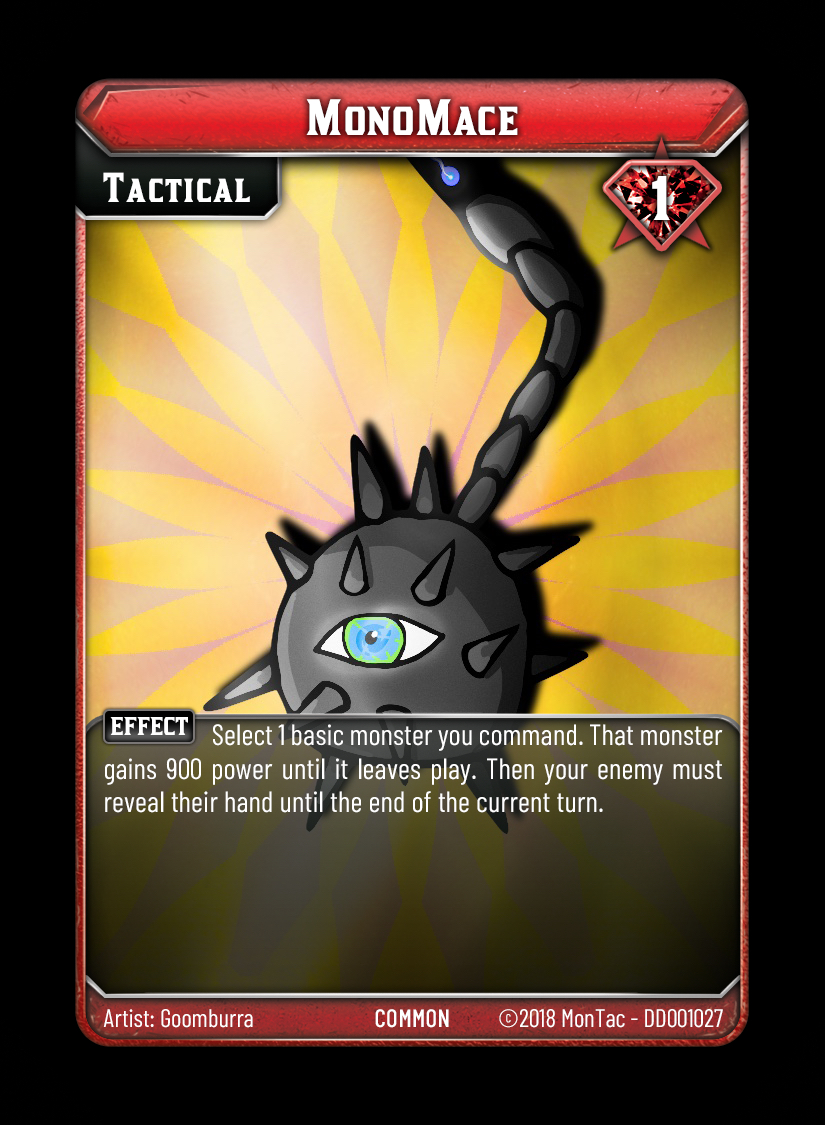 MonoMace
Tactical
1
EFFECT Select 1 basic monster you command. That monster
gains 900 power until it leaves play. Then your enemy must
reveal their hand until the end of the current turn.
Artist: Goomburra COMMON ©2018 MonTac - DD001027